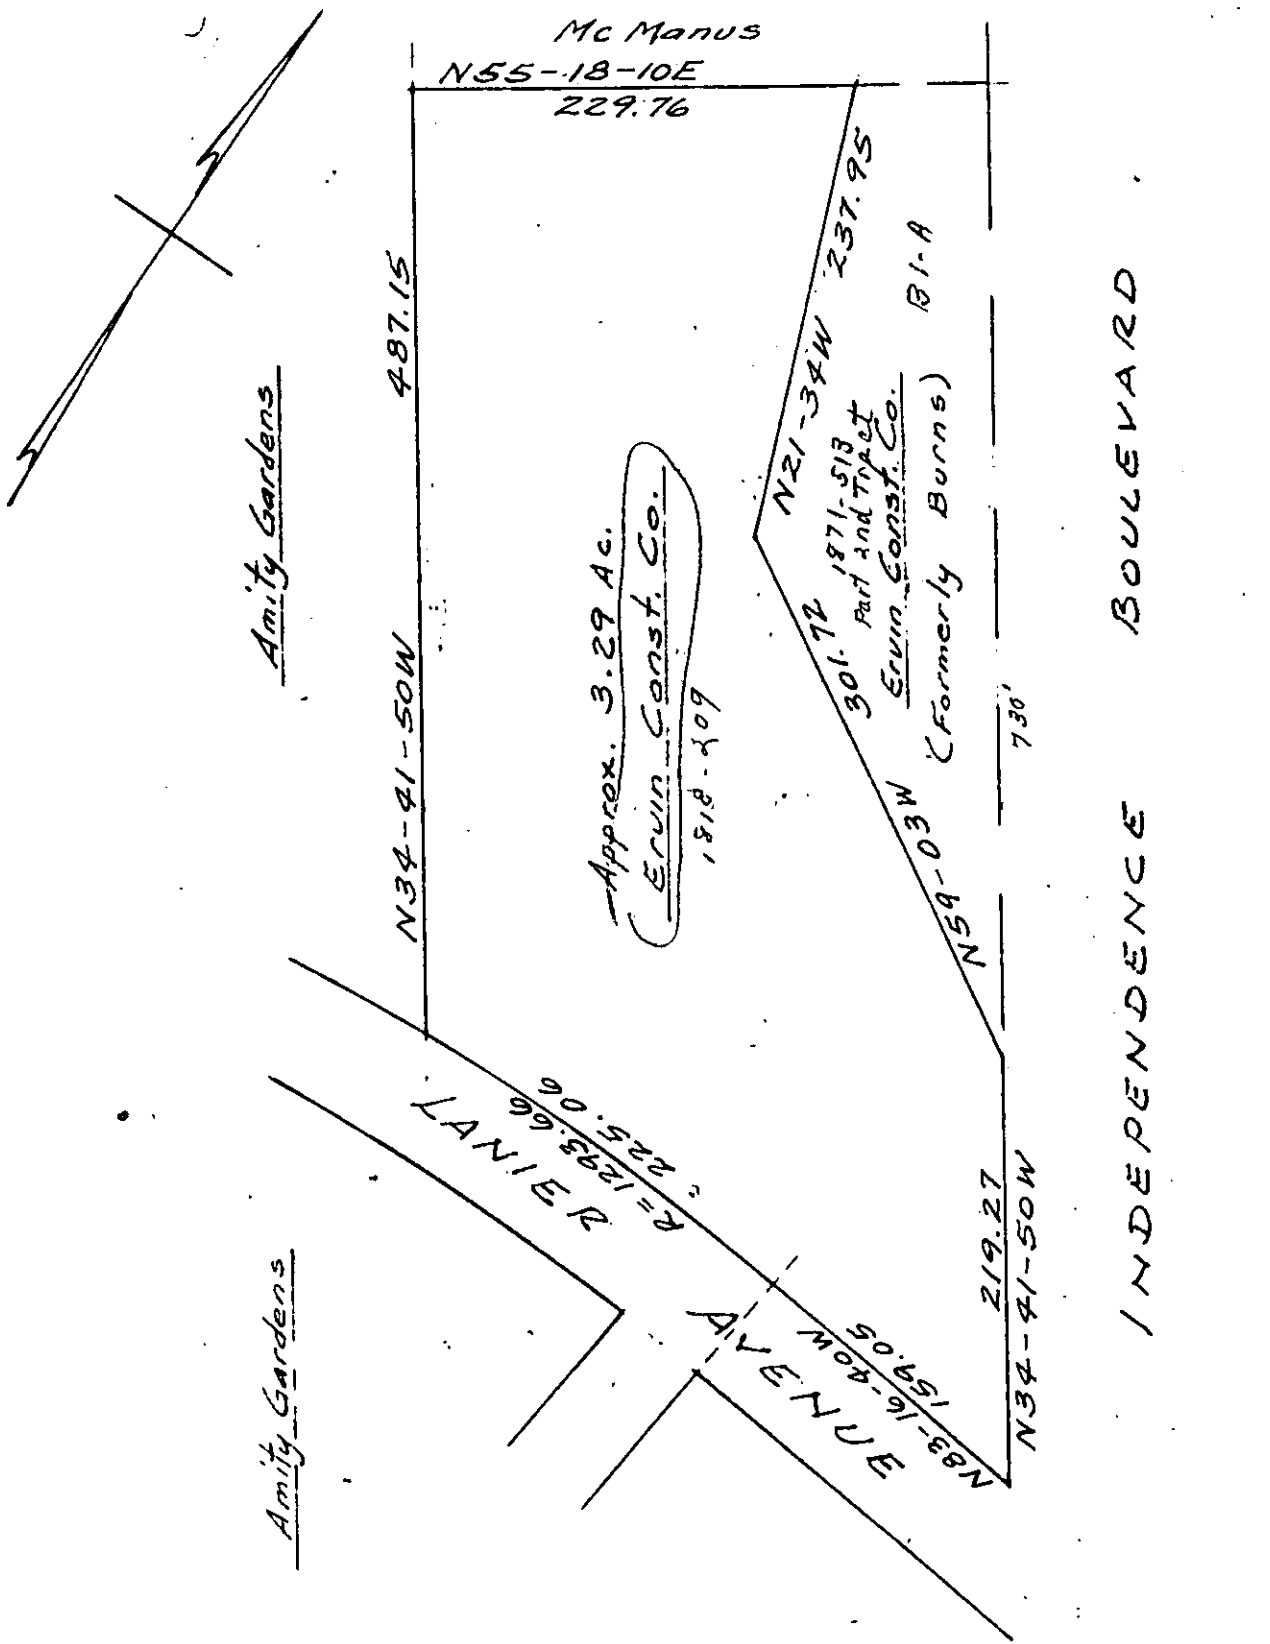 Mc Manus
N55-18-10E
229.76
487.15
N34-41-50W
Amity Gardens
Approx. 3.29 Ac.
Ervin Const. Co.
1818-209
N21-34W 237.95
301.72
N59-03W
1871-513
Part 2nd Tract
Ervin Const. Co.
(Formerly Burns) B1-A
730'
INDEPENDENCE BOULEVARD
LANIER AVENUE
R=1293.66
= 225.06
N83-16-40W
159.05
219.27
N34-41-50W
Amity Gardens